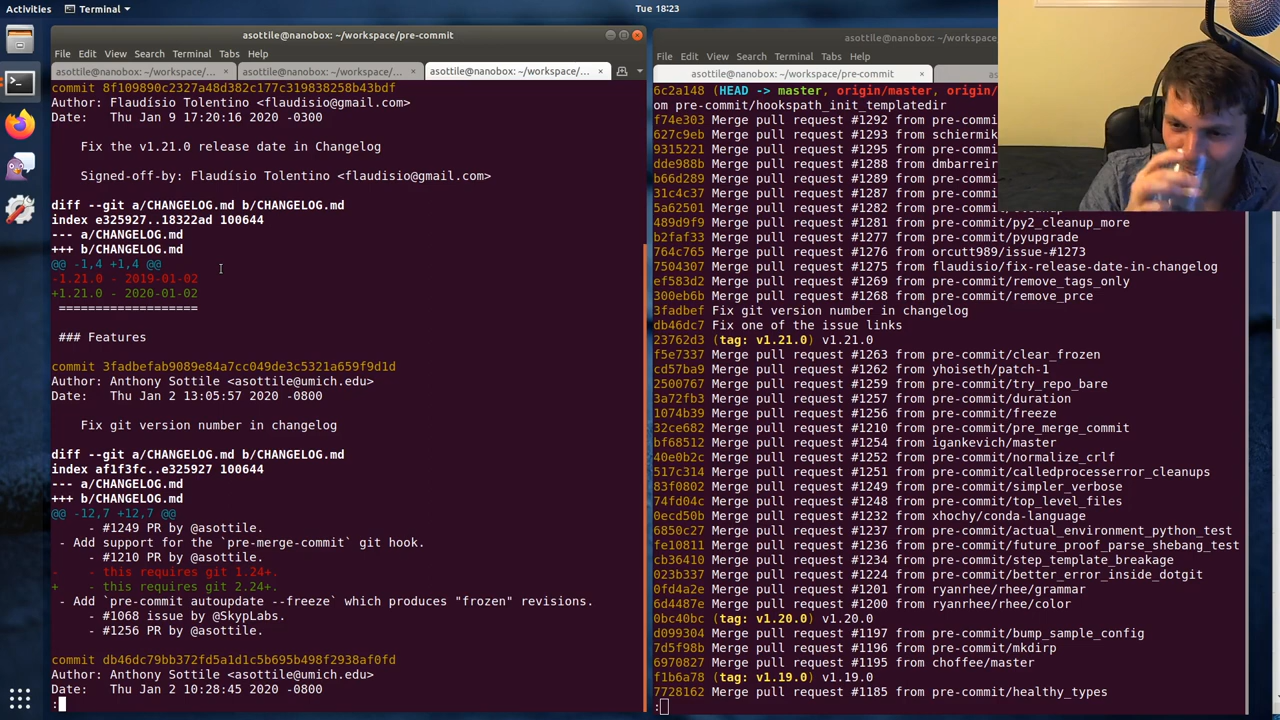 Activities
Terminal
Tue 18:23
asottile@nanobox: ~/workspace/pre-commit
File Edit View Search Terminal Tabs Help
asottile@nanobox: ~/workspace/... × asottile@nanobox: ~/workspace/... × asottile@nanobox: ~/workspace/... ×
commit 8f109890c2327a48d382c177c319838258b43bdf
Author: Flaudísio Tolentino <flaudisio@gmail.com>
Date:   Thu Jan 9 17:20:16 2020 -0300
Fix the v1.21.0 release date in Changelog
Signed-off-by: Flaudísio Tolentino <flaudisio@gmail.com>
diff --git a/CHANGELOG.md b/CHANGELOG.md
index e325927..18322ad 100644
--- a/CHANGELOG.md
+++ b/CHANGELOG.md
@@ -1,4 +1,4 @@
-1.21.0 - 2019-01-02
+1.21.0 - 2020-01-02
===================
### Features
commit 3fadbefab9089e84a7cc049de3c5321a659f9d1d
Author: Anthony Sottile <asottile@umich.edu>
Date:   Thu Jan 2 13:05:57 2020 -0800
Fix git version number in changelog
diff --git a/CHANGELOG.md b/CHANGELOG.md
index af1f3fc..e325927 100644
--- a/CHANGELOG.md
+++ b/CHANGELOG.md
@@ -12,7 +12,7 @@
- #1249 PR by @asottile.
- Add support for the `pre-merge-commit` git hook.
- #1210 PR by @asottile.
-    - this requires git 1.24+.
+    - this requires git 2.24+.
- Add `pre-commit autoupdate --freeze` which produces "frozen" revisions.
- #1068 issue by @SkypLabs.
- #1256 PR by @asottile.
commit db46dc79bb372fd5a1d1c5b695b498f2938af0fd
Author: Anthony Sottile <asottile@umich.edu>
Date:   Thu Jan 2 10:28:45 2020 -0800
:
asottile@nanobox: ~/workspace/pre-commit
File Edit View Search Terminal Tabs Help
asottile@nanobox: ~/workspace/pre-commit ×
6c2a148 (HEAD -> master, origin/master, origin/
om pre-commit/hookspath_init_templatedir
f74e303 Merge pull request #1292 from pre-commi
627c9eb Merge pull request #1293 from schiermik
9315221 Merge pull request #1295 from pre-commi
dde988b Merge pull request #1288 from dmbarreir
b66d289 Merge pull request #1289 from pre-commi
31c4c37 Merge pull request #1287 from pre-commi
5a62501 Merge pull request #1282 from pre-commi
489d9f9 Merge pull request #1281 from pre-commit/py2_cleanup_more
b2faf33 Merge pull request #1277 from pre-commit/pyupgrade
764c765 Merge pull request #1276 from orcutt989/issue-#1273
7504307 Merge pull request #1275 from flaudisio/fix-release-date-in-changelog
ef583d2 Merge pull request #1269 from pre-commit/remove_tags_only
300eb6b Merge pull request #1268 from pre-commit/remove_prce
3fadbef Fix git version number in changelog
db46dc7 Fix one of the issue links
23762d3 (tag: v1.21.0) v1.21.0
f5e7337 Merge pull request #1263 from pre-commit/clear_frozen
cd57ba9 Merge pull request #1262 from yhoiseth/patch-1
2500767 Merge pull request #1259 from pre-commit/try_repo_bare
3a72fb3 Merge pull request #1257 from pre-commit/duration
1074b39 Merge pull request #1256 from pre-commit/freeze
32ce682 Merge pull request #1210 from pre-commit/pre_merge_commit
bf68512 Merge pull request #1254 from igankevich/master
40e0b2c Merge pull request #1252 from pre-commit/normalize_crlf
517c314 Merge pull request #1251 from pre-commit/calledprocesserror_cleanups
83f0802 Merge pull request #1249 from pre-commit/simpler_verbose
74fd04c Merge pull request #1248 from pre-commit/top_level_files
0ecd50b Merge pull request #1232 from xhochy/conda-language
6850c27 Merge pull request #1237 from pre-commit/actual_environment_python_test
fe10811 Merge pull request #1236 from pre-commit/future_proof_parse_shebang_test
cb36410 Merge pull request #1234 from pre-commit/step_template_breakage
023b337 Merge pull request #1224 from pre-commit/better_error_inside_dotgit
0fd4a2e Merge pull request #1201 from ryanrhee/rhee/grammar
6d4487e Merge pull request #1200 from ryanrhee/rhee/color
0bc40bc (tag: v1.20.0) v1.20.0
d099304 Merge pull request #1197 from pre-commit/bump_sample_config
7d5f98b Merge pull request #1196 from pre-commit/mkdirp
6970827 Merge pull request #1195 from choffee/master
f1b6a78 (tag: v1.19.0) v1.19.0
7728162 Merge pull request #1185 from pre-commit/healthy_types
: